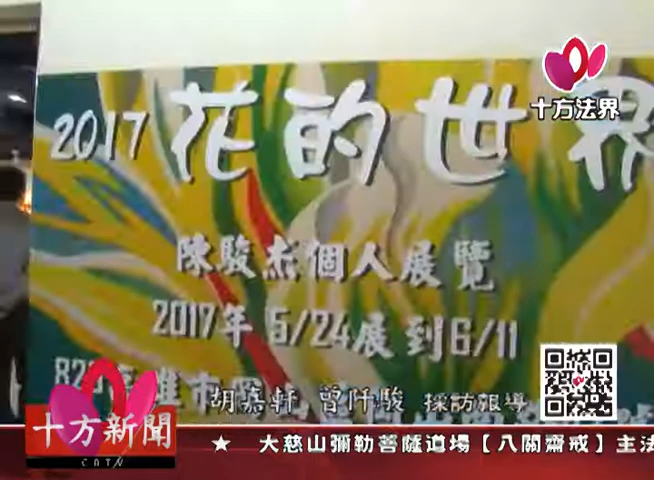 2017 花的世界
十方法界
陳駿杰個人展覽
2017年 5/24展到6/11
胡嘉軒 曾阡駿 採訪報導
十方新聞
CATV
★ 大慈山彌勒菩薩道場【八關齋戒】主法